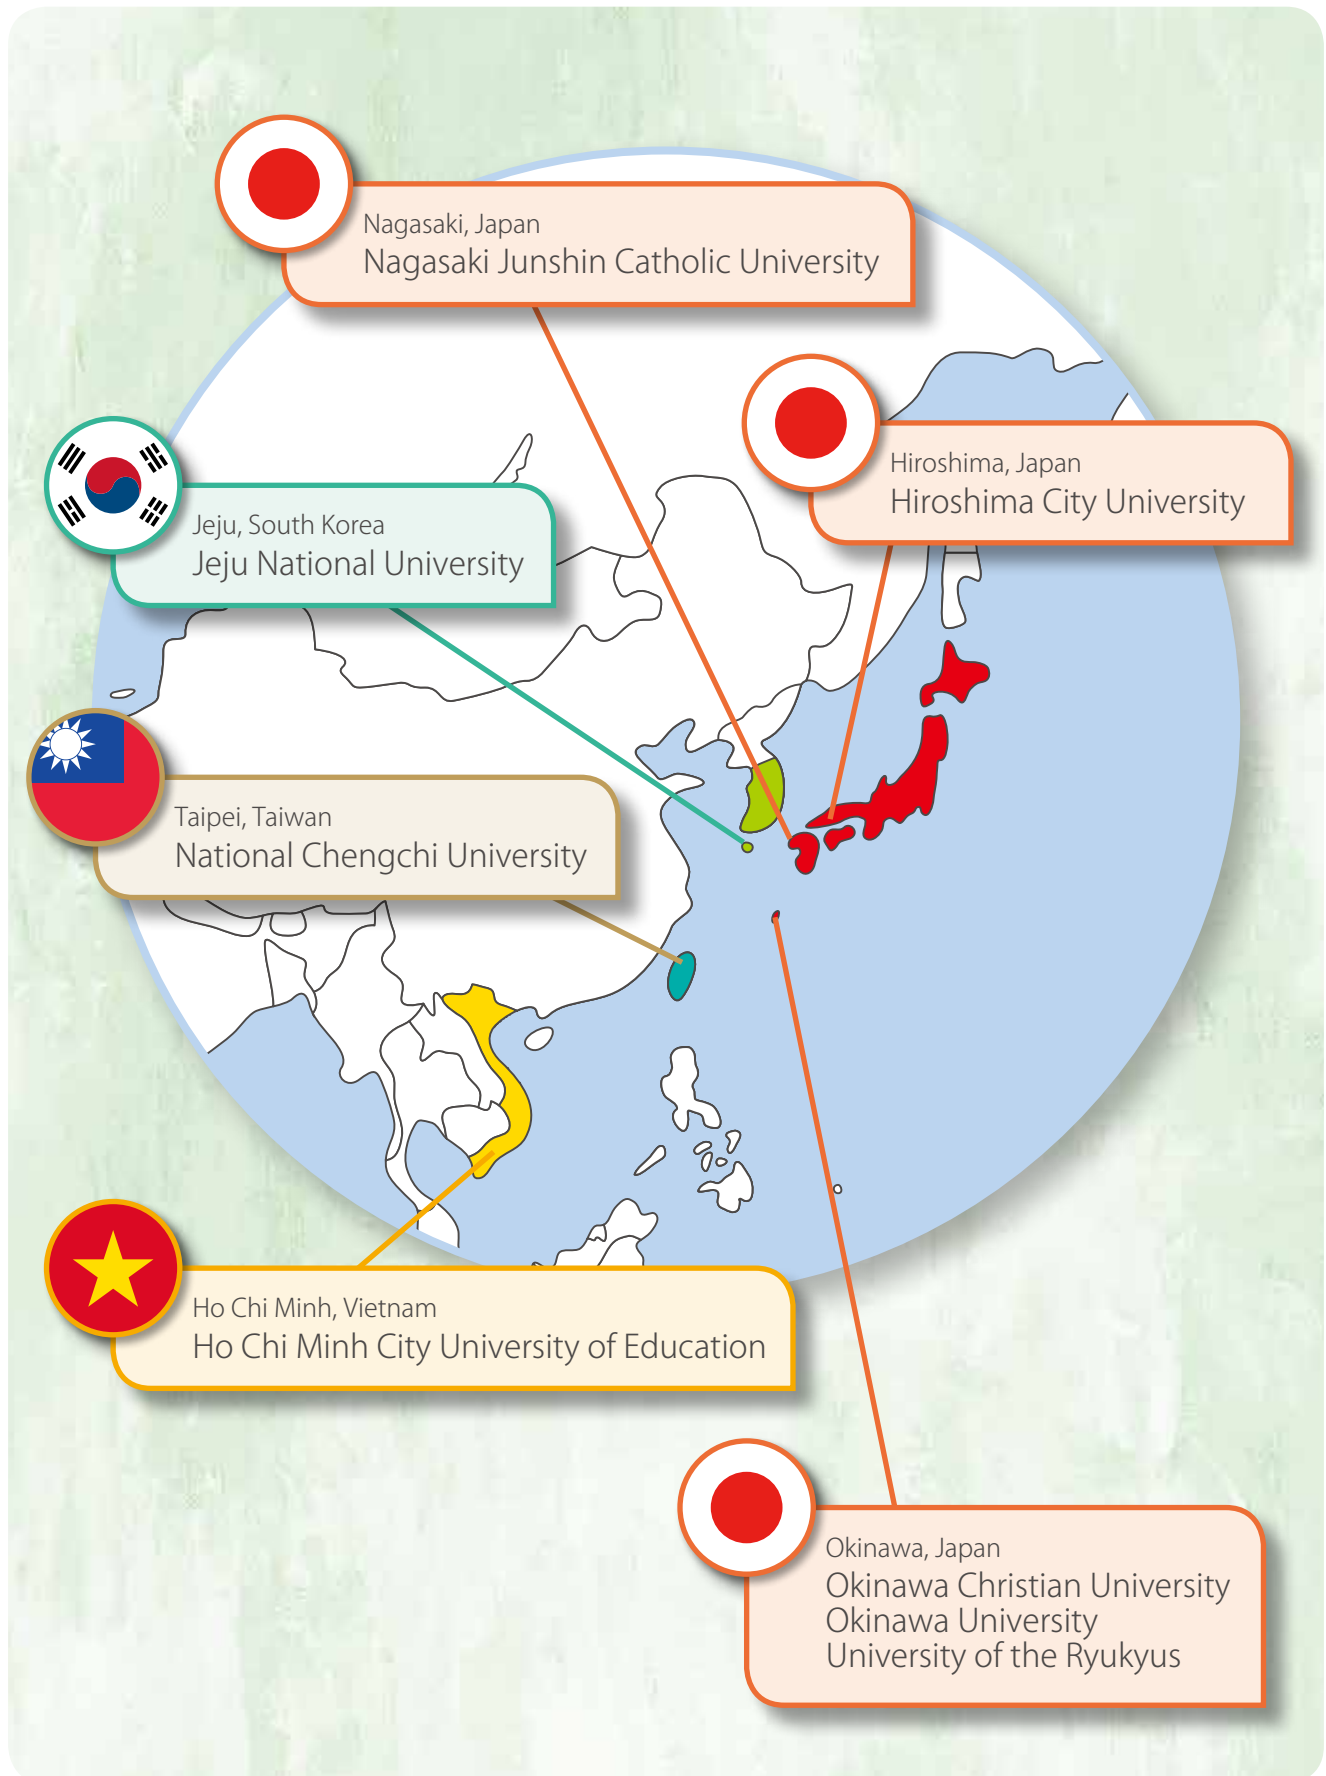 Nagasaki, Japan
Nagasaki Junshin Catholic University
Hiroshima, Japan
Hiroshima City University
Jeju, South Korea
Jeju National University
Taipei, Taiwan
National Chengchi University
Ho Chi Minh, Vietnam
Ho Chi Minh City University of Education
Okinawa, Japan
Okinawa Christian University
Okinawa University
University of the Ryukyus